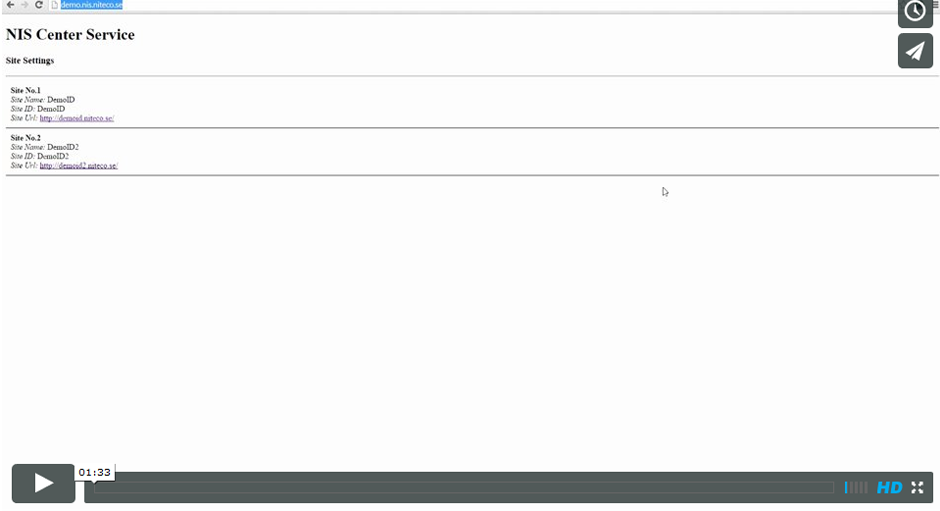 demo.nis.niteco.se
NIS Center Service
Site Settings
Site No.1
Site Name: DemoID
Site ID: DemoID
Site Url: http://demoid.niteco.se/
Site No.2
Site Name: DemoID2
Site ID: DemoID2
Site Url: http://demoid2.niteco.se/
01:33
HD